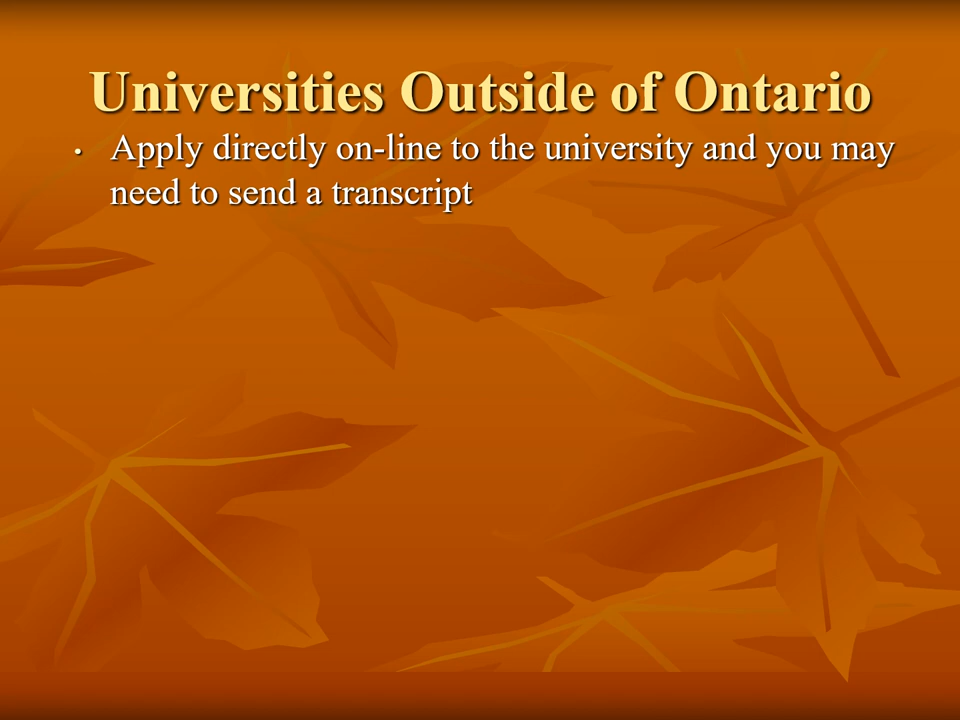 Universities Outside of Ontario
• Apply directly on-line to the university and you may
need to send a transcript